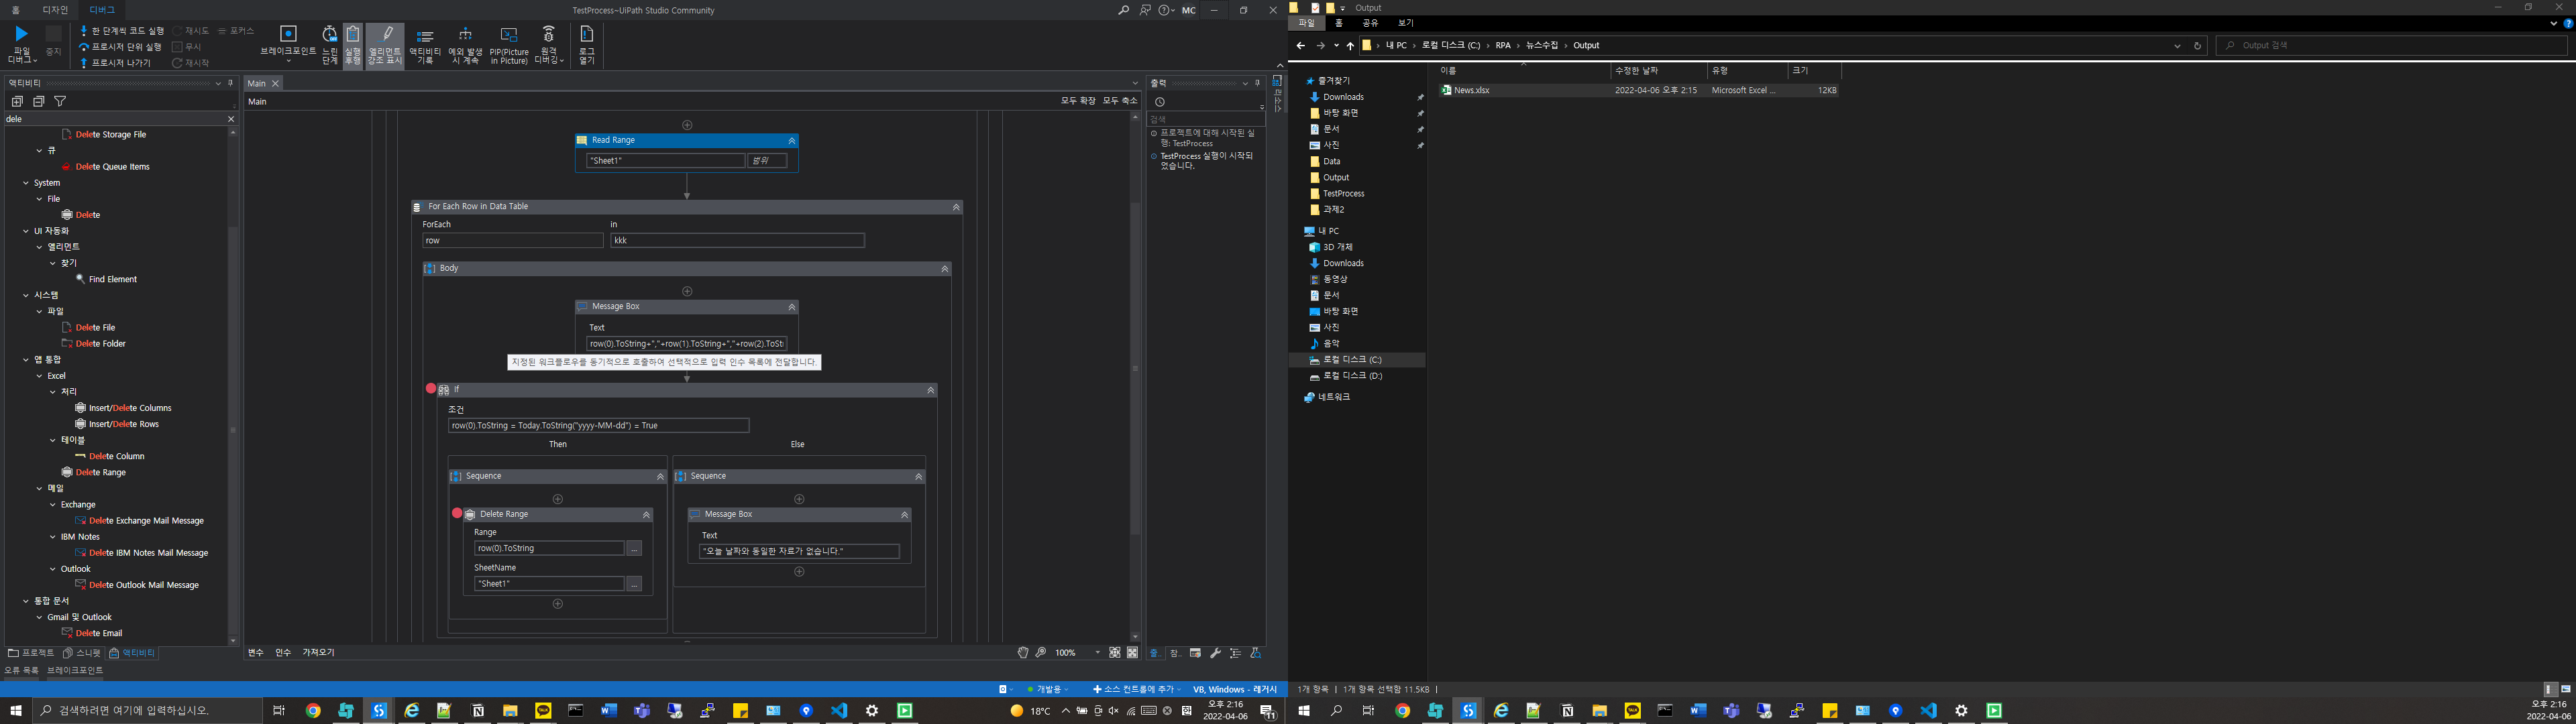 홈 디자인 디버그
TestProcess-UiPath Studio Community
MC
파일 디버그
중지
한 단계씩 코드 실행
프로시저 단위 실행
프로시저 나가기
재시도
무시
재시작
포커스
브레이크포인트
느린 단계
실행 후행
앨리먼트 강조 표시
액티비티 기록
예외 발생 시 계속
PIP(Picture in Picture)
원격 디버깅
로그 열기
액티비티
dele
Delete Storage File
큐
Delete Queue Items
System
File
Delete
UI 자동화
앨리먼트
찾기
Find Element
시스템
파일
Delete File
Delete Folder
앱 통합
Excel
처리
Insert/Delete Columns
Insert/Delete Rows
테이블
Delete Column
Delete Range
메일
Exchange
Delete Exchange Mail Message
IBM Notes
Delete IBM Notes Mail Message
Outlook
Delete Outlook Mail Message
통합 문서
Gmail 및 Outlook
Delete Email
프로젝트 스니펫 액티비티
오류 목록 브레이크포인트
Main
Main
모두 확장 모두 축소
Read Range
"Sheet1"
범위
For Each Row in Data Table
ForEach in
row
kkk
Body
Message Box
Text
row(0).ToString+","+row(1).ToString+","+row(2).ToStr
지정된 워크플로우를 동기적으로 호출하여 선택적으로 입력 인수 목록에 전달합니다.
If
조건
row(0).ToString = Today.ToString("yyyy-MM-dd") = True
Then Else
Sequence
Delete Range
Range
row(0).ToString
...
SheetName
"Sheet1"
...
Sequence
Message Box
Text
"오늘 날짜와 동일한 자료가 없습니다."
변수 인수 가져오기
100%
출력
검색
프로젝트에 대해 시작된 실행: TestProcess
TestProcess 실행이 시작되었습니다.
리소스
개발용
소스 컨트롤에 추가
VB, Windows - 레거시
검색하려면 여기에 입력하십시오.
18°C
오후 2:16
2022-04-06
11
Output
파일 홈 공유 보기
내 PC 로컬 디스크 (C:) RPA 뉴스수집 Output
Output 검색
이름 수정한 날짜 유형 크기
News.xlsx 2022-04-06 오후 2:15 Microsoft Excel ... 12KB
즐겨찾기
Downloads
바탕 화면
문서
사진
Data
Output
TestProcess
과제2
내 PC
3D 개체
Downloads
동영상
문서
바탕 화면
사진
음악
로컬 디스크 (C:)
로컬 디스크 (D:)
네트워크
1개 항목 1개 항목 선택함 11.5KB
오후 2:16
2022-04-06